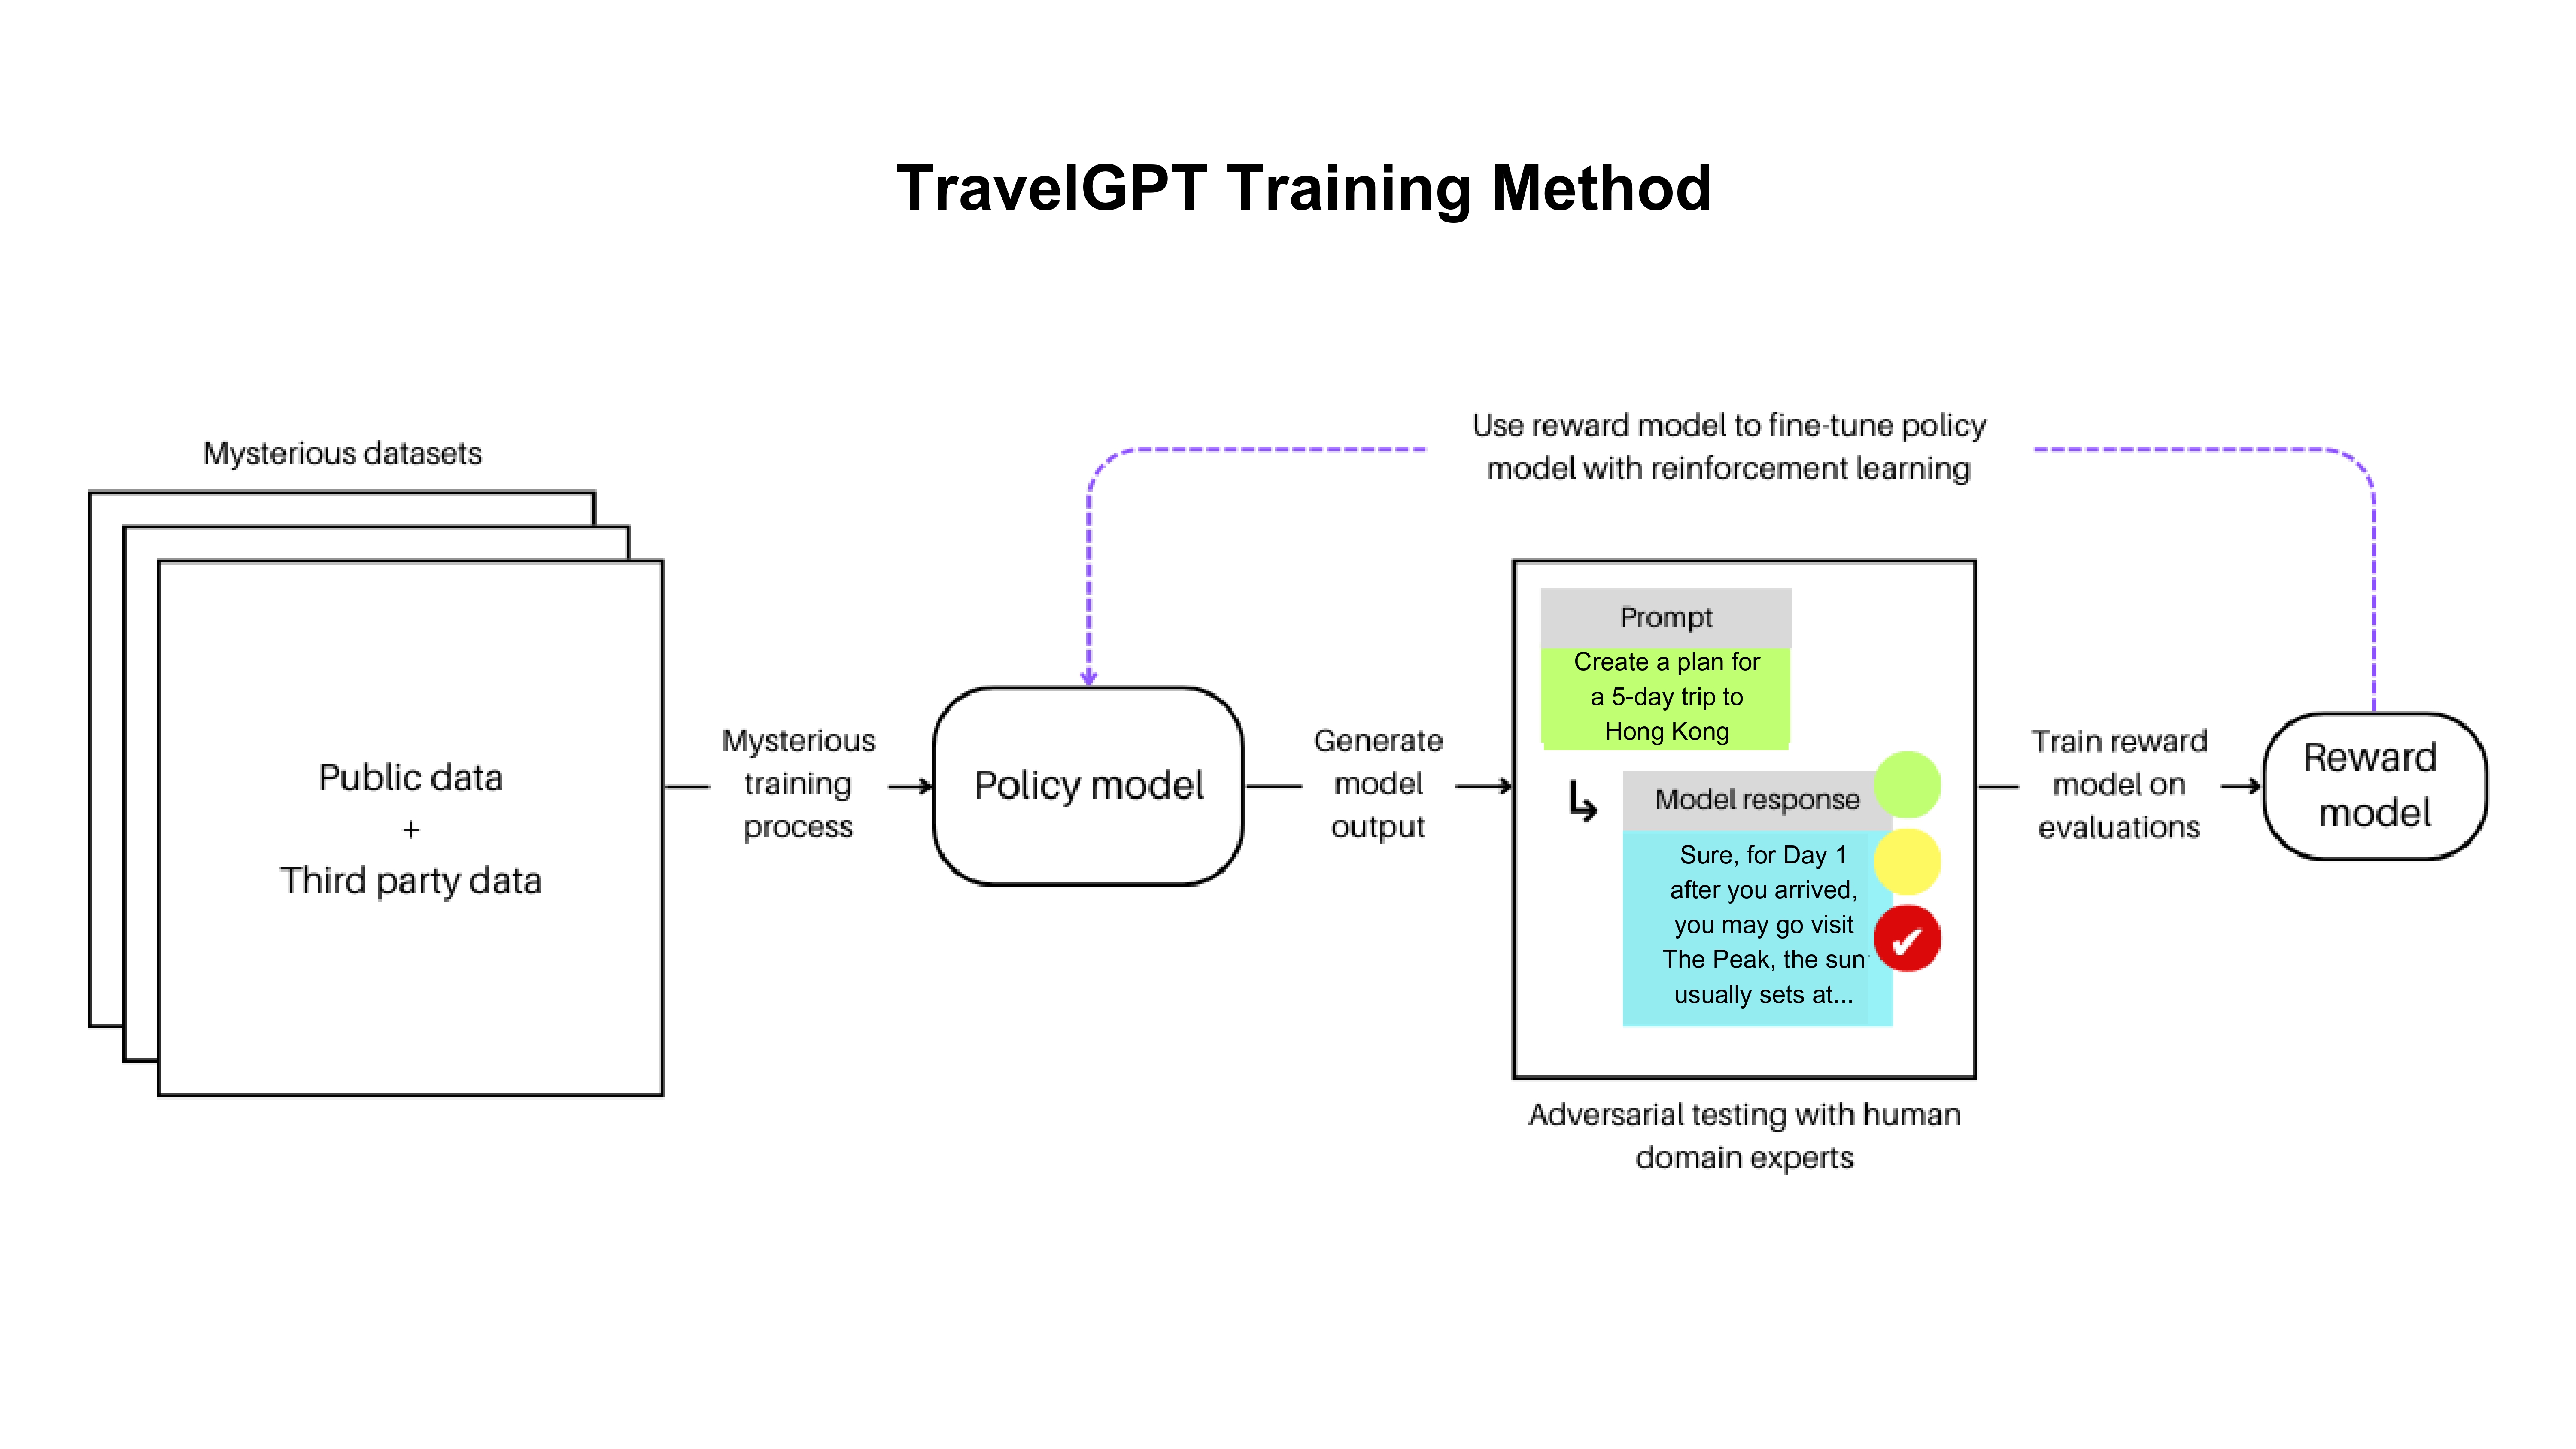 TravelGPT Training Method
Mysterious datasets
Public data
+
Third party data
Mysterious
training
process
Policy model
Use reward model to fine-tune policy
model with reinforcement learning
Generate
model
output
Prompt
Create a plan for
a 5-day trip to
Hong Kong
Model response
Sure, for Day 1
after you arrived,
you may go visit
The Peak, the sun
usually sets at...
Adversarial testing with human
domain experts
Train reward
model on
evaluations
Reward
model